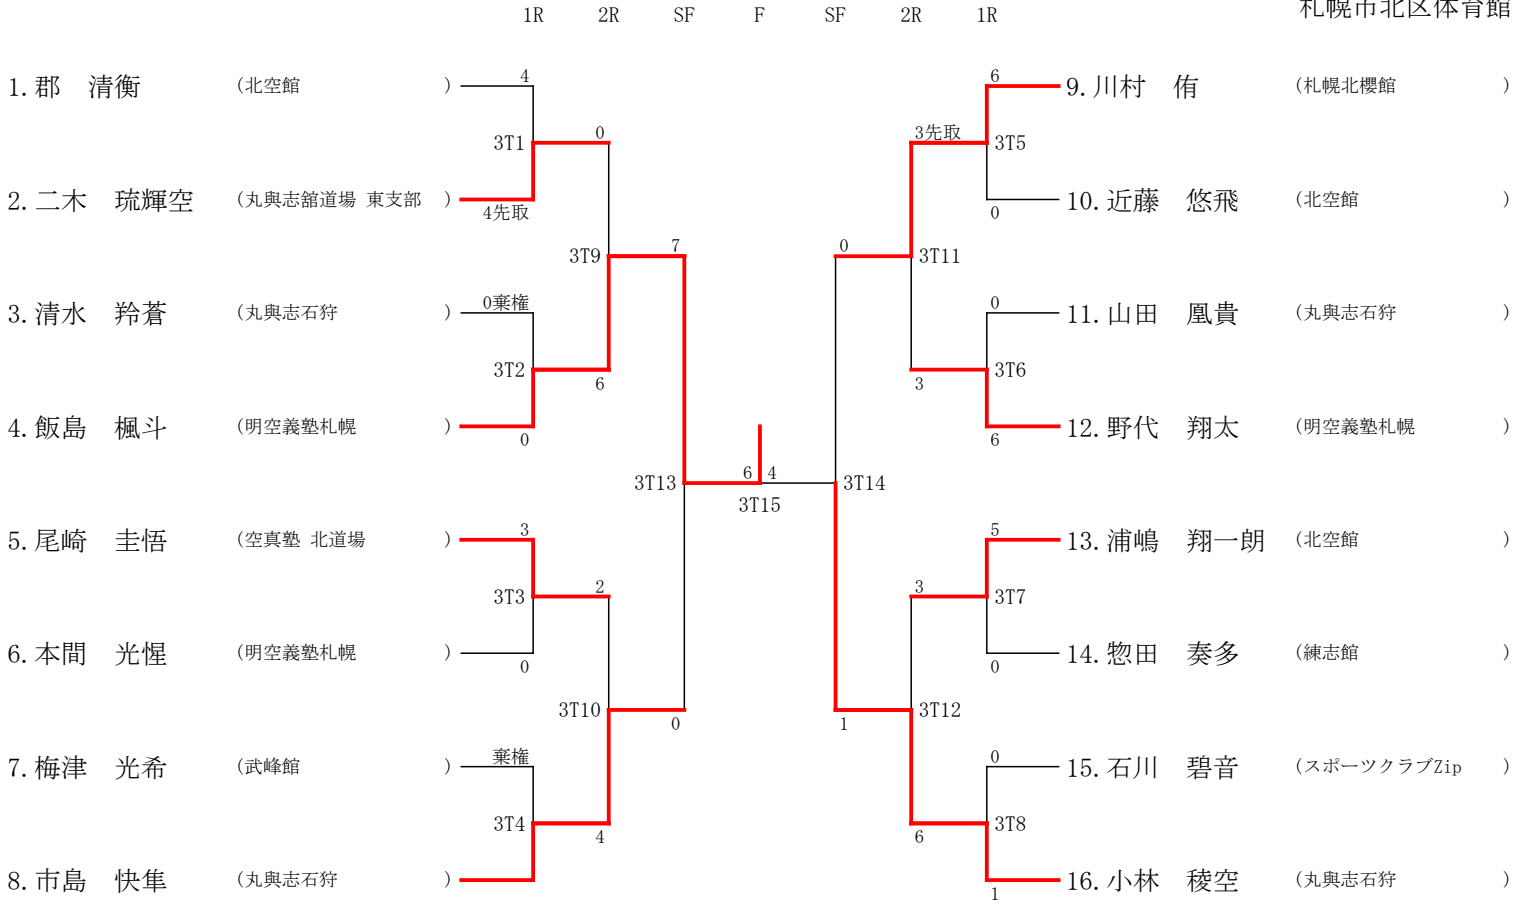 札幌市北区体育館
1R 2R SF F SF 2R 1R
1. 郡　清衡 (北空館) 4
3T1 0
2. 二木　琉輝空 (丸興志舘道場 東支部) 4先取
3T9 7
3. 清水　羚蒼 (丸興志石狩) 0棄権
3T2 6
4. 飯島　楓斗 (明空義塾札幌) 0
3T13 6 4 3T14
3T15
5. 尾崎　圭悟 (空真塾 北道場) 3
3T3 2
6. 本間　光惺 (明空義塾札幌) 0
3T10 0
7. 梅津　光希 (武峰館) 棄権
3T4 4
8. 市島　快隼 (丸興志石狩)
6 9. 川村　侑 (札幌北櫻館)
3先取 3T5
0 10. 近藤　悠飛 (北空館)
0 3T11
0 11. 山田　凰貴 (丸興志石狩)
3 3T6
6 12. 野代　翔太 (明空義塾札幌)
5 13. 浦嶋　翔一朗 (北空館)
3 3T7
0 14. 惣田　奏多 (練志館)
1 3T12
0 15. 石川　碧音 (スポーツクラブZip)
6 3T8
1 16. 小林　稜空 (丸興志石狩)